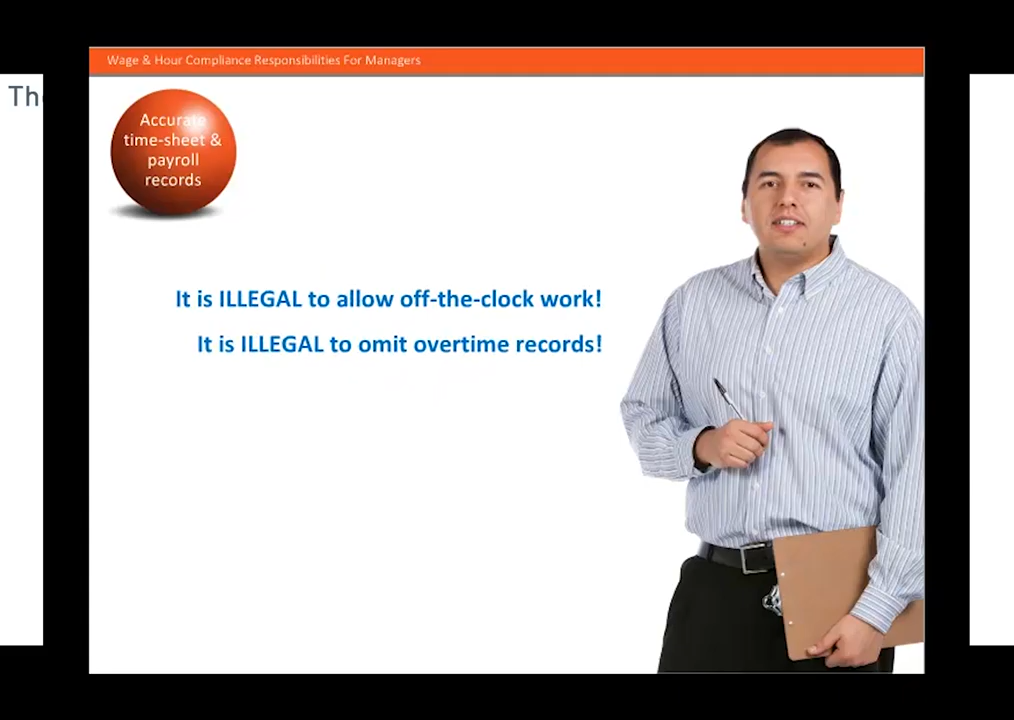 Wage & Hour Compliance Responsibilities For Managers
Accurate
time-sheet &
payroll
records
It is ILLEGAL to allow off-the-clock work!
It is ILLEGAL to omit overtime records!